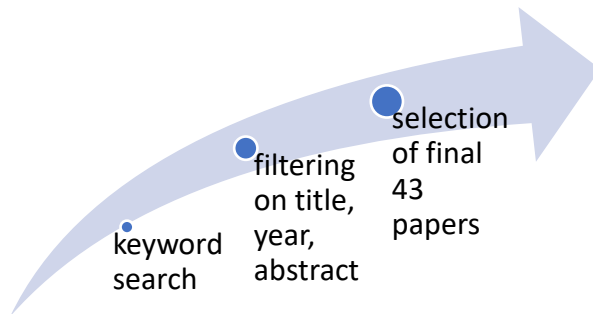 keyword
search
filtering
on title,
year,
abstract
selection
of final
43
papers